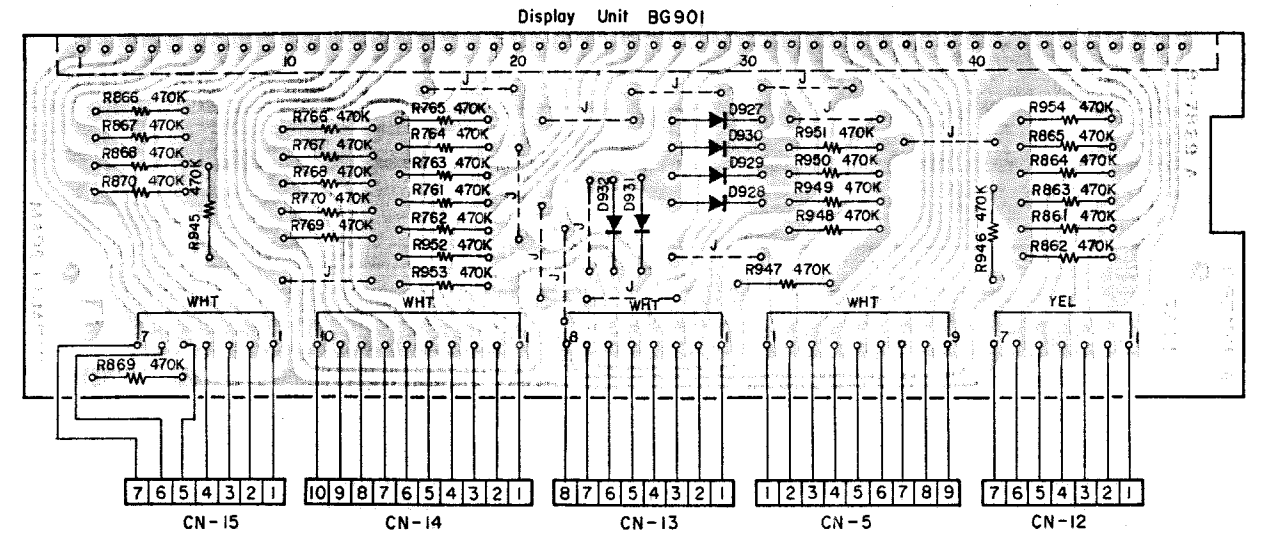 Display Unit BG901
1 10 20 30 40
J J J
R866 470K
R867 470K
R868 470K
R870 470K
R845 470K
R766 470K
R767 470K
R768 470K
R770 470K
R769 470K
J
R765 470K
R764 470K
R763 470K
R761 470K
R762 470K
R952 470K
R953 470K
J
J
J
J
D932
D931
J
D927
D930
D929
D928
J
J
R951 470K
R950 470K
R949 470K
R948 470K
R947 470K
J
R946 470K
R954 470K
R865 470K
R864 470K
R863 470K
R861 470K
R862 470K
WHT WHT WHT WHT YEL
7 1 10 1 8 1 1 9 7 1
R869 470K
7 6 5 4 3 2 1
10 9 8 7 6 5 4 3 2 1
8 7 6 5 4 3 2 1
1 2 3 4 5 6 7 8 9
7 6 5 4 3 2 1
CN-15 CN-14 CN-13 CN-5 CN-12